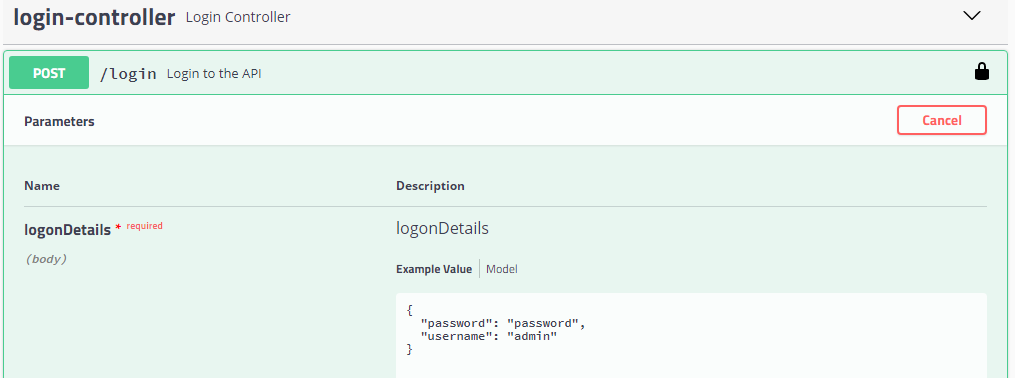 login-controller Login Controller
POST /login Login to the API
Parameters Cancel
Name Description
logonDetails * required logonDetails
(body)
Example Value Model
{
"password": "password",
"username": "admin"
}